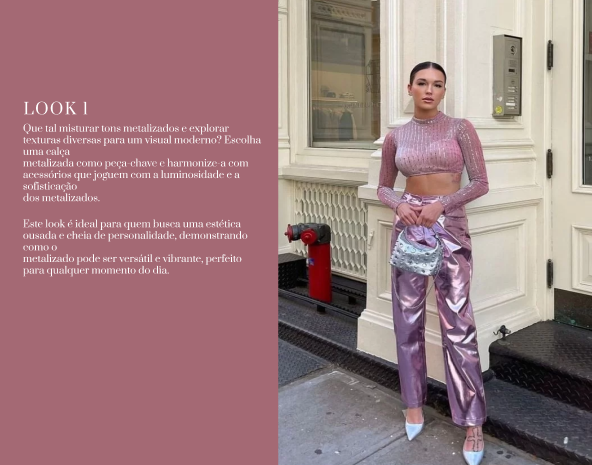 LOOK 1
Que tal misturar tons metalizados e explorar
texturas diversas para um visual moderno? Escolha
uma calça
metalizada como peça-chave e harmonize-a com
acessórios que joguem com a luminosidade e a
sofisticação
dos metalizados.
Este look é ideal para quem busca uma estética
ousada e cheia de personalidade, demonstrando
como o
metalizado pode ser versátil e vibrante, perfeito
para qualquer momento do dia.